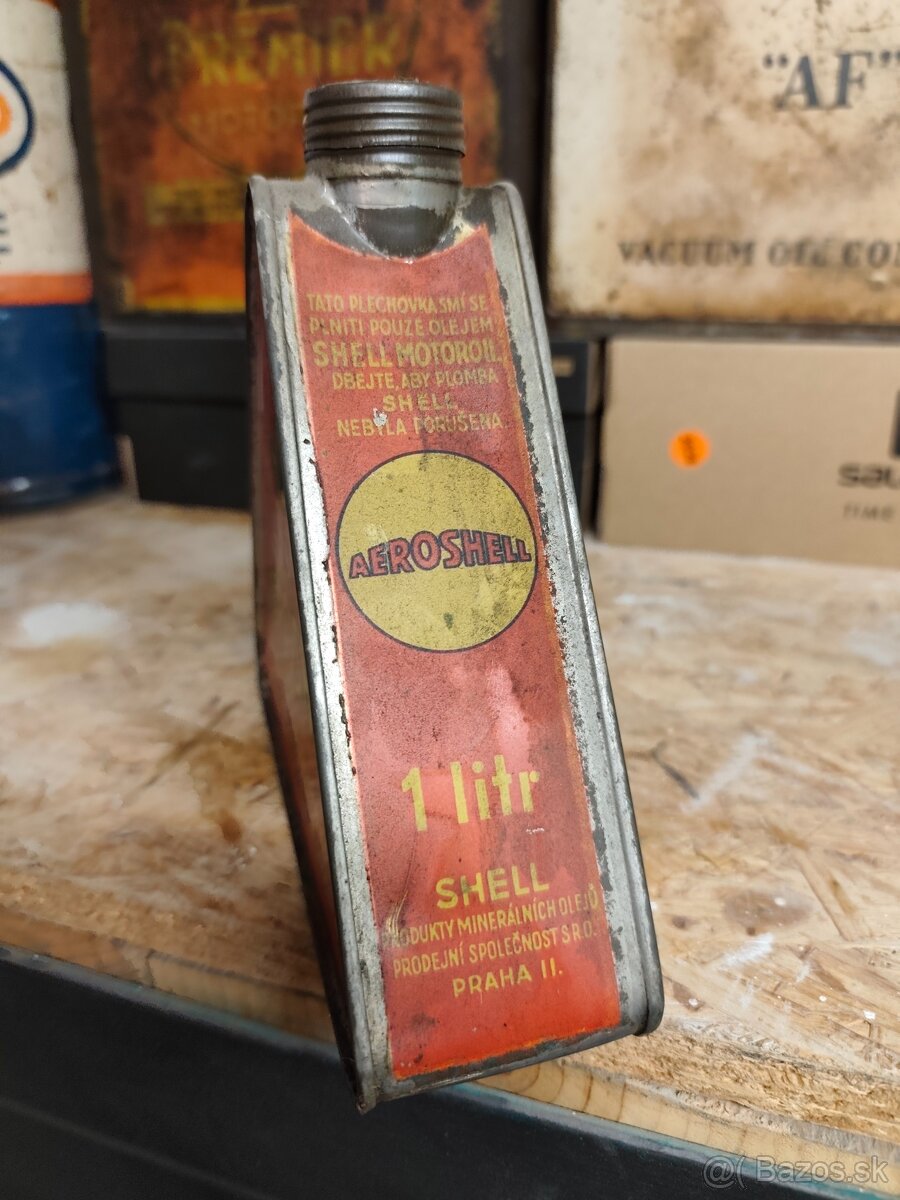 "AF"
VACUUM OIL CO
TATO PLECHOVKA SMÍ SE
PLNITI POUZE OLEJEM
SHELL MOTOROIL.
DBEJTE, ABY PLOMBA
SHELL
NEBYLA PORUŠENA
AEROSHELL
1 litr
SHELL
PRODUKTY MINERÁLNÍCH OLEJŮ
PRODEJNÍ SPOLEČNOST S.R.O.
PRAHA II.
TIME
@( Bazos.sk